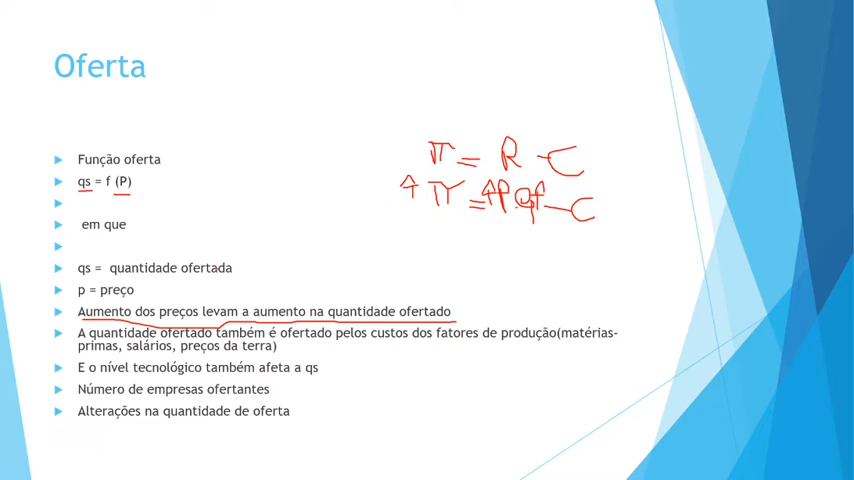 Oferta
Função oferta
qs = f (P)
em que
qs = quantidade ofertada
p = preço
Aumento dos preços levam a aumento na quantidade ofertado
A quantidade ofertado também é ofertado pelos custos dos fatores de produção(matérias-
primas, salários, preços da terra)
E o nível tecnológico também afeta a qs
Número de empresas ofertantes
Alterações na quantidade de oferta
π = R - C
↑ π = ↑P.q↑ - C